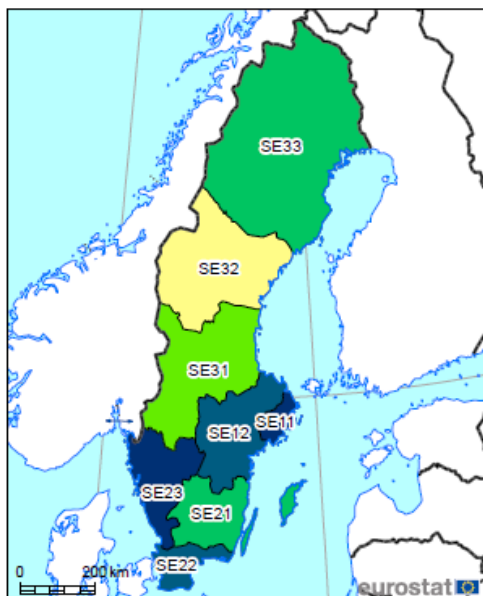 SE33
SE32
SE31
SE12
SE11
SE23
SE21
SE22
0 200 km
eurostat